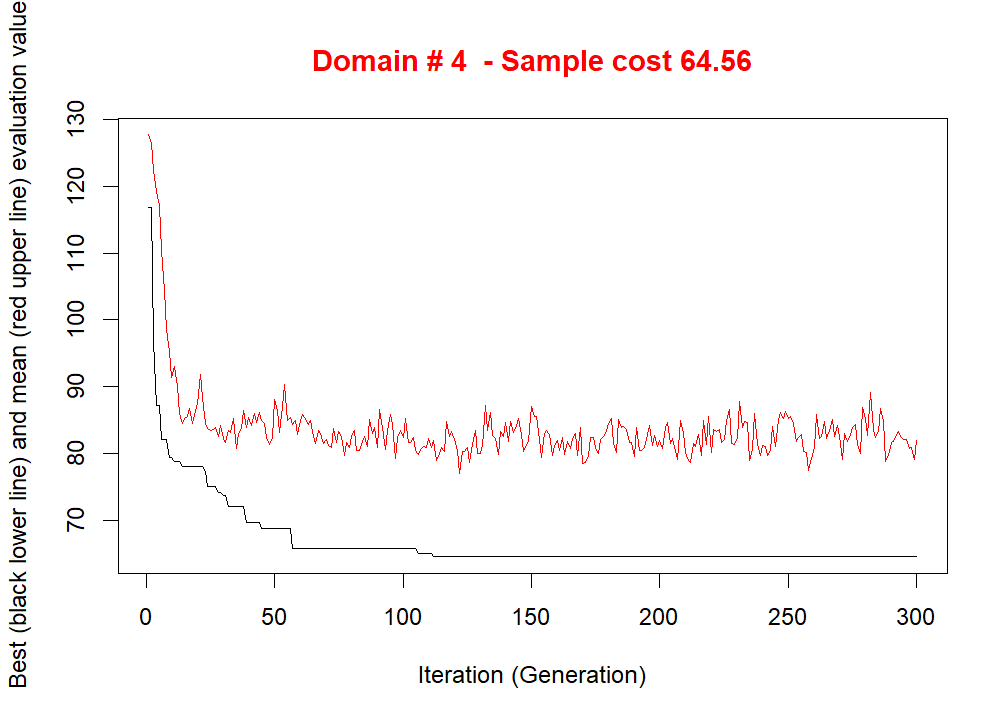 Domain # 4  - Sample cost 64.56
Best (black lower line) and mean (red upper line) evaluation value
130
120
110
100
90
80
70
0 50 100 150 200 250 300
Iteration (Generation)